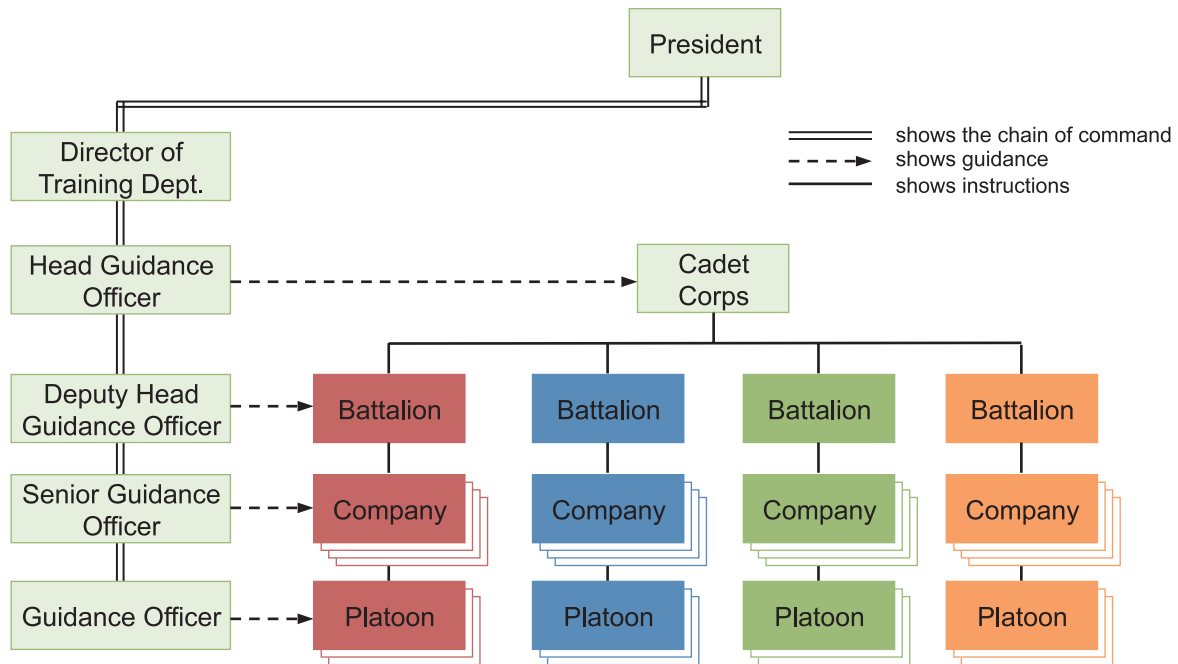 President
Director of
Training Dept.
shows the chain of command
shows guidance
shows instructions
Head Guidance
Officer
Cadet
Corps
Deputy Head
Guidance Officer
Battalion
Battalion
Battalion
Battalion
Senior Guidance
Officer
Company
Company
Company
Company
Guidance Officer
Platoon
Platoon
Platoon
Platoon